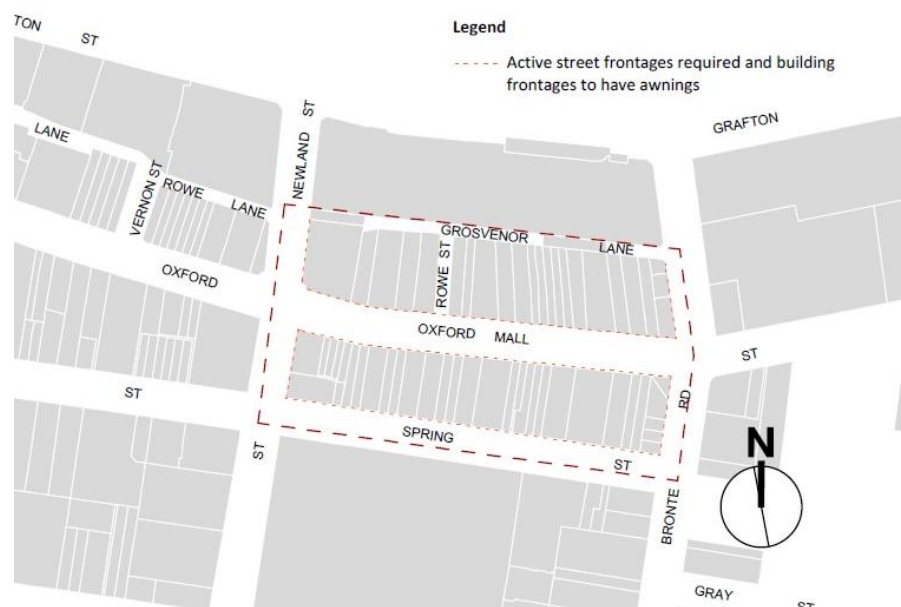 Legend
Active street frontages required and building
frontages to have awnings
TON
ST
LANE
VERNON ST
ROWE
LANE
NEWLAND
ST
GRAFTON
GROSVENOR
LANE
ROWE ST
OXFORD
OXFORD MALL
ST
ST
SPRING
ST
RD
BRONTE
ST
N
GRAY
ST